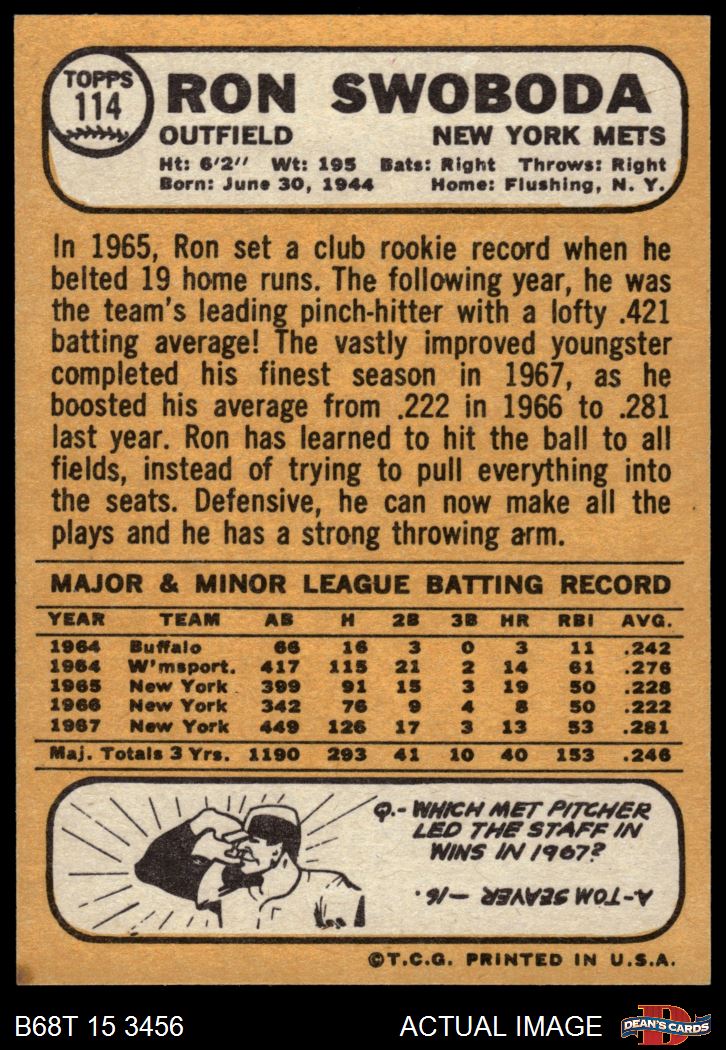 TOPPS
114
RON SWOBODA
OUTFIELD NEW YORK METS
Ht: 6'2'' Wt: 195 Bats: Right Throws: Right
Born: June 30, 1944 Home: Flushing, N. Y.
In 1965, Ron set a club rookie record when he
belted 19 home runs. The following year, he was
the team's leading pinch-hitter with a lofty .421
batting average! The vastly improved youngster
completed his finest season in 1967, as he
boosted his average from .222 in 1966 to .281
last year. Ron has learned to hit the ball to all
fields, instead of trying to pull everything into
the seats. Defensive, he can now make all the
plays and he has a strong throwing arm.
MAJOR & MINOR LEAGUE BATTING RECORD
YEAR TEAM AB H 2B 3B HR RBI AVG.
1964 Buffalo 66 16 3 0 3 11 .242
1964 W'msport. 417 115 21 2 14 61 .276
1965 New York 399 91 15 3 19 50 .228
1966 New York 342 76 9 4 8 50 .222
1967 New York 449 126 17 3 13 53 .281
Maj. Totals 3 Yrs. 1190 293 41 10 40 153 .246
Q.- WHICH MET PITCHER
LED THE STAFF IN
WINS IN 1967?
A-TOM SEAVER -16.
©T.C.G. PRINTED IN U.S.A.
B68T 15 3456 ACTUAL IMAGE
D
DEAN'S CARDS